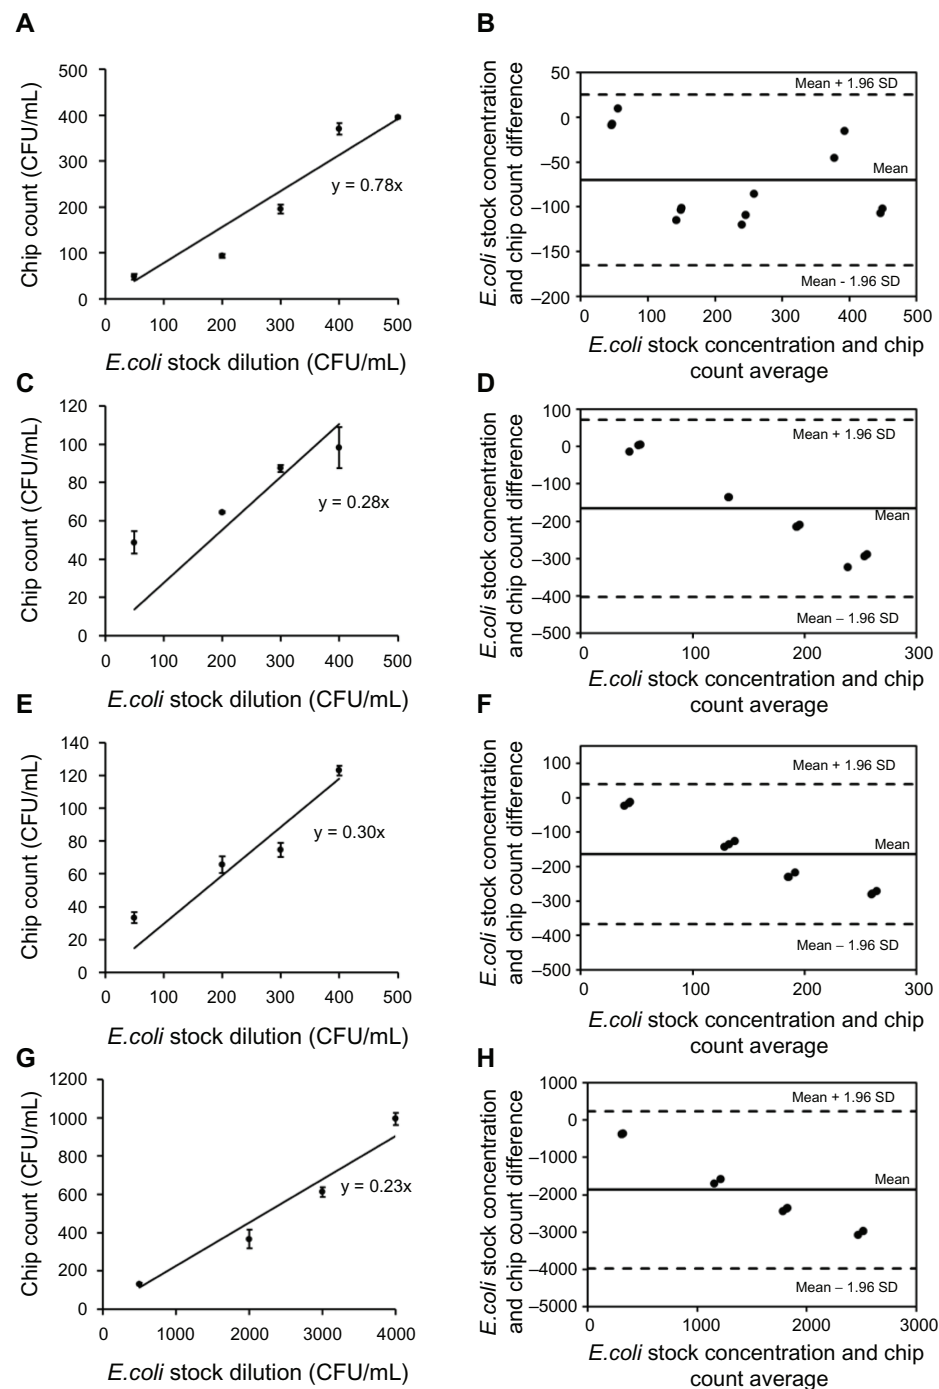 A
500
400
300
200
100
0
0 100 200 300 400 500
Chip count (CFU/mL)
y = 0.78x
E.coli stock dilution (CFU/mL)
B
50
0
–50
–100
–150
–200
0 100 200 300 400 500
E.coli stock concentration
and chip count difference
Mean + 1.96 SD
Mean
Mean - 1.96 SD
E.coli stock concentration and chip
count average
C
120
100
80
60
40
20
0
0 100 200 300 400 500
Chip count (CFU/mL)
y = 0.28x
E.coli stock dilution (CFU/mL)
D
100
0
–100
–200
–300
–400
–500
0 100 200 300
E.coli stock concentration
and chip count difference
Mean + 1.96 SD
Mean
Mean – 1.96 SD
E.coli stock concentration and chip
count average
E
140
120
100
80
60
40
20
0
0 100 200 300 400 500
Chip count (CFU/mL)
y = 0.30x
E.coli stock dilution (CFU/mL)
F
100
0
–100
–200
–300
–400
–500
0 100 200 300
E.coli stock concentration
and chip count difference
Mean + 1.96 SD
Mean
Mean – 1.96 SD
E.coli stock concentration and chip
count average
G
1200
1000
800
600
400
200
0
0 1000 2000 3000 4000
Chip count (CFU/mL)
y = 0.23x
E.coli stock dilution (CFU/mL)
H
1000
0
–1000
–2000
–3000
–4000
–5000
0 1000 2000 3000
E.coli stock concentration
and chip count difference
Mean + 1.96 SD
Mean
Mean – 1.96 SD
E.coli stock concentration and chip
count average